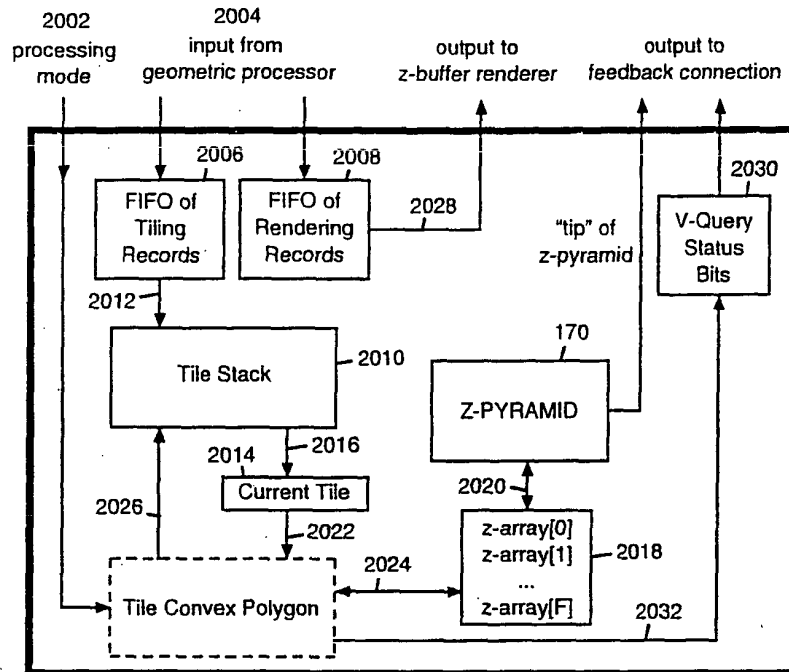 2002
processing
mode
2004
input from
geometric processor
output to
z-buffer renderer
output to
feedback connection
2006
FIFO of
Tiling
Records
2008
FIFO of
Rendering
Records
2028
"tip" of
z-pyramid
2030
V-Query
Status
Bits
2012
Tile Stack
2010
170
Z-PYRAMID
2016
2014
Current Tile
2026
2022
2020
z-array[0]
z-array[1]
...
z-array[F]
2018
2024
Tile Convex Polygon
2032